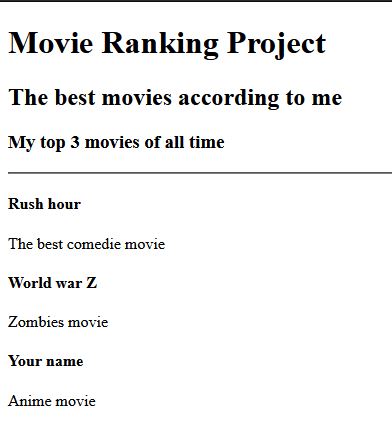 Movie Ranking Project
The best movies according to me
My top 3 movies of all time
Rush hour
The best comedie movie
World war Z
Zombies movie
Your name
Anime movie